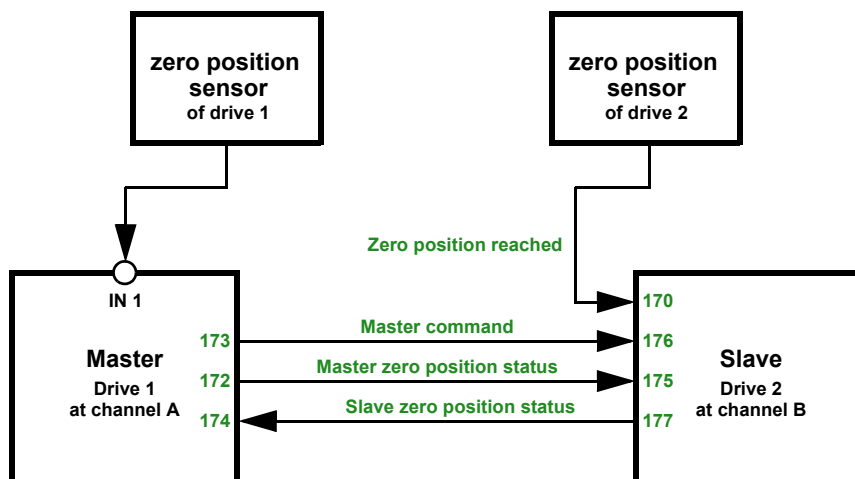 zero position
sensor
of drive 1
zero position
sensor
of drive 2
Zero position reached
IN 1
170
173
Master command
176
Master
Slave
172
Master zero position status
175
Drive 1
at channel A
Drive 2
at channel B
174
Slave zero position status
177